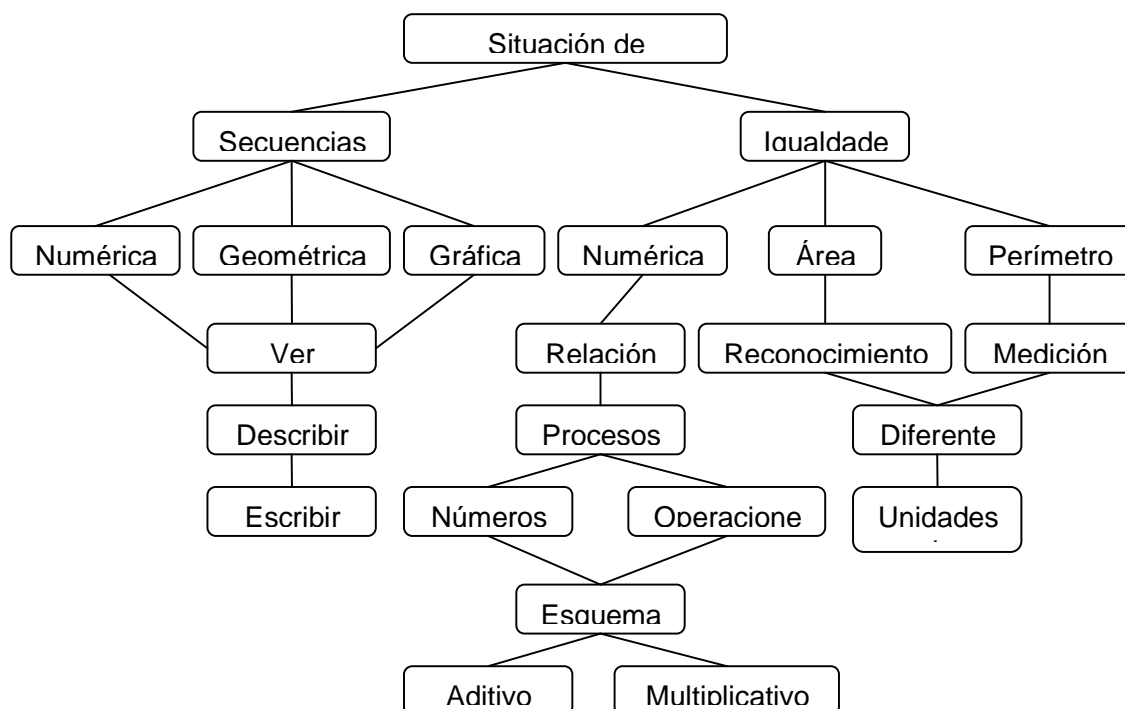 Situación de
Secuencias
Igualdade
Numérica
Geométrica
Gráfica
Numérica
Área
Perímetro
Ver
Relación
Reconocimiento
Medición
Describir
Procesos
Diferente
Escribir
Números
Operacione
Unidades
Esquema
Aditivo
Multiplicativo